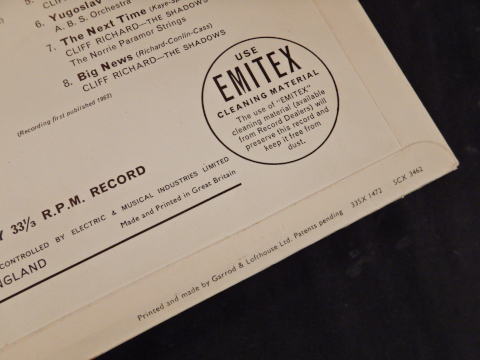 5.
6. Yugoslav
A. B. S. Orchestra
7. The Next Time
CLIFF RICHARD—THE SHADOWS
The Norrie Paramor Strings
8. Big News (Richard-Conlin-Cass)
CLIFF RICHARD—THE SHADOWS
(Recording first published 1963)
USE
EMITEX
CLEANING MATERIAL
The use of "EMITEX"
cleaning material (available
from Record Dealers) will
preserve this record and
keep it free from
dust.
33⅓ R.P.M. RECORD
CONTROLLED BY ELECTRIC & MUSICAL INDUSTRIES LIMITED
Made and Printed in Great Britain
NGLAND
Printed and made by Garrod & Lofthouse Ltd. Patents pending 33SX 1472 SCX 3462